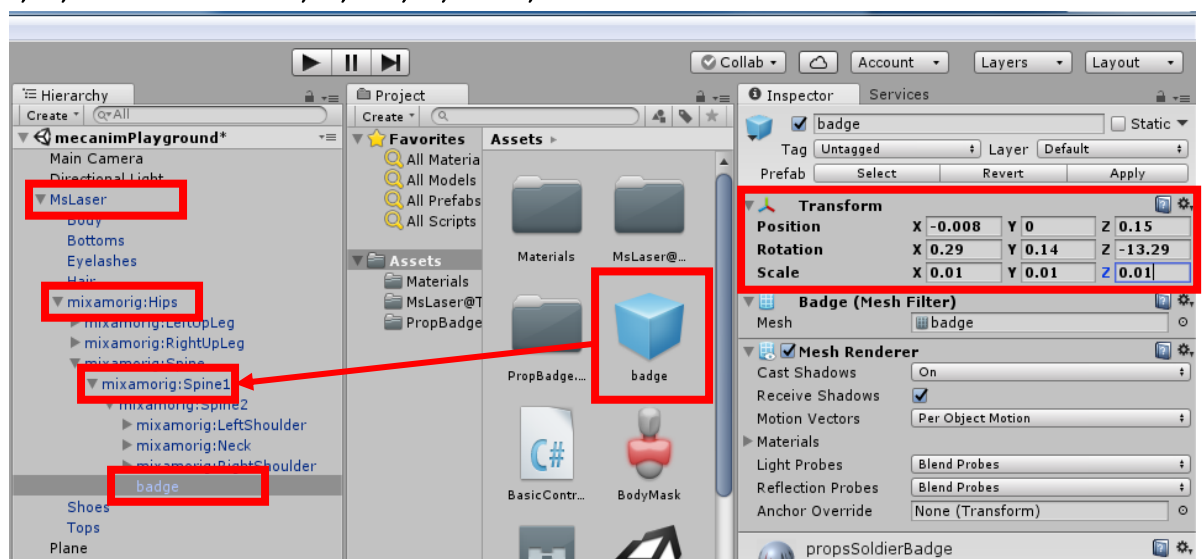 Collab
Account
Layers
Layout
Hierarchy
Create
All
mecanimPlayground*
Main Camera
Directional Light
MsLaser
Body
Bottoms
Eyelashes
Hair
mixamorig:Hips
mixamorig:LeftUpLeg
mixamorig:RightUpLeg
mixamorig:Spine
mixamorig:Spine1
mixamorig:Spine2
mixamorig:LeftShoulder
mixamorig:Neck
mixamorig:RightShoulder
badge
Shoes
Tops
Plane
Project
Create
Favorites
All Materia
All Models
All Prefabs
All Scripts
Assets
Materials
MsLaser@T
PropBadge
Assets
Materials
MsLaser@...
PropBadge....
badge
C#
BasicContr...
BodyMask
Inspector
Services
badge
Static
Tag Untagged Layer Default
Prefab Select Revert Apply
Transform
Position X -0.008 Y 0 Z 0.15
Rotation X 0.29 Y 0.14 Z -13.29
Scale X 0.01 Y 0.01 Z 0.01
Badge (Mesh Filter)
Mesh badge
Mesh Renderer
Cast Shadows On
Receive Shadows
Motion Vectors Per Object Motion
Materials
Light Probes Blend Probes
Reflection Probes Blend Probes
Anchor Override None (Transform)
propsSoldierBadge